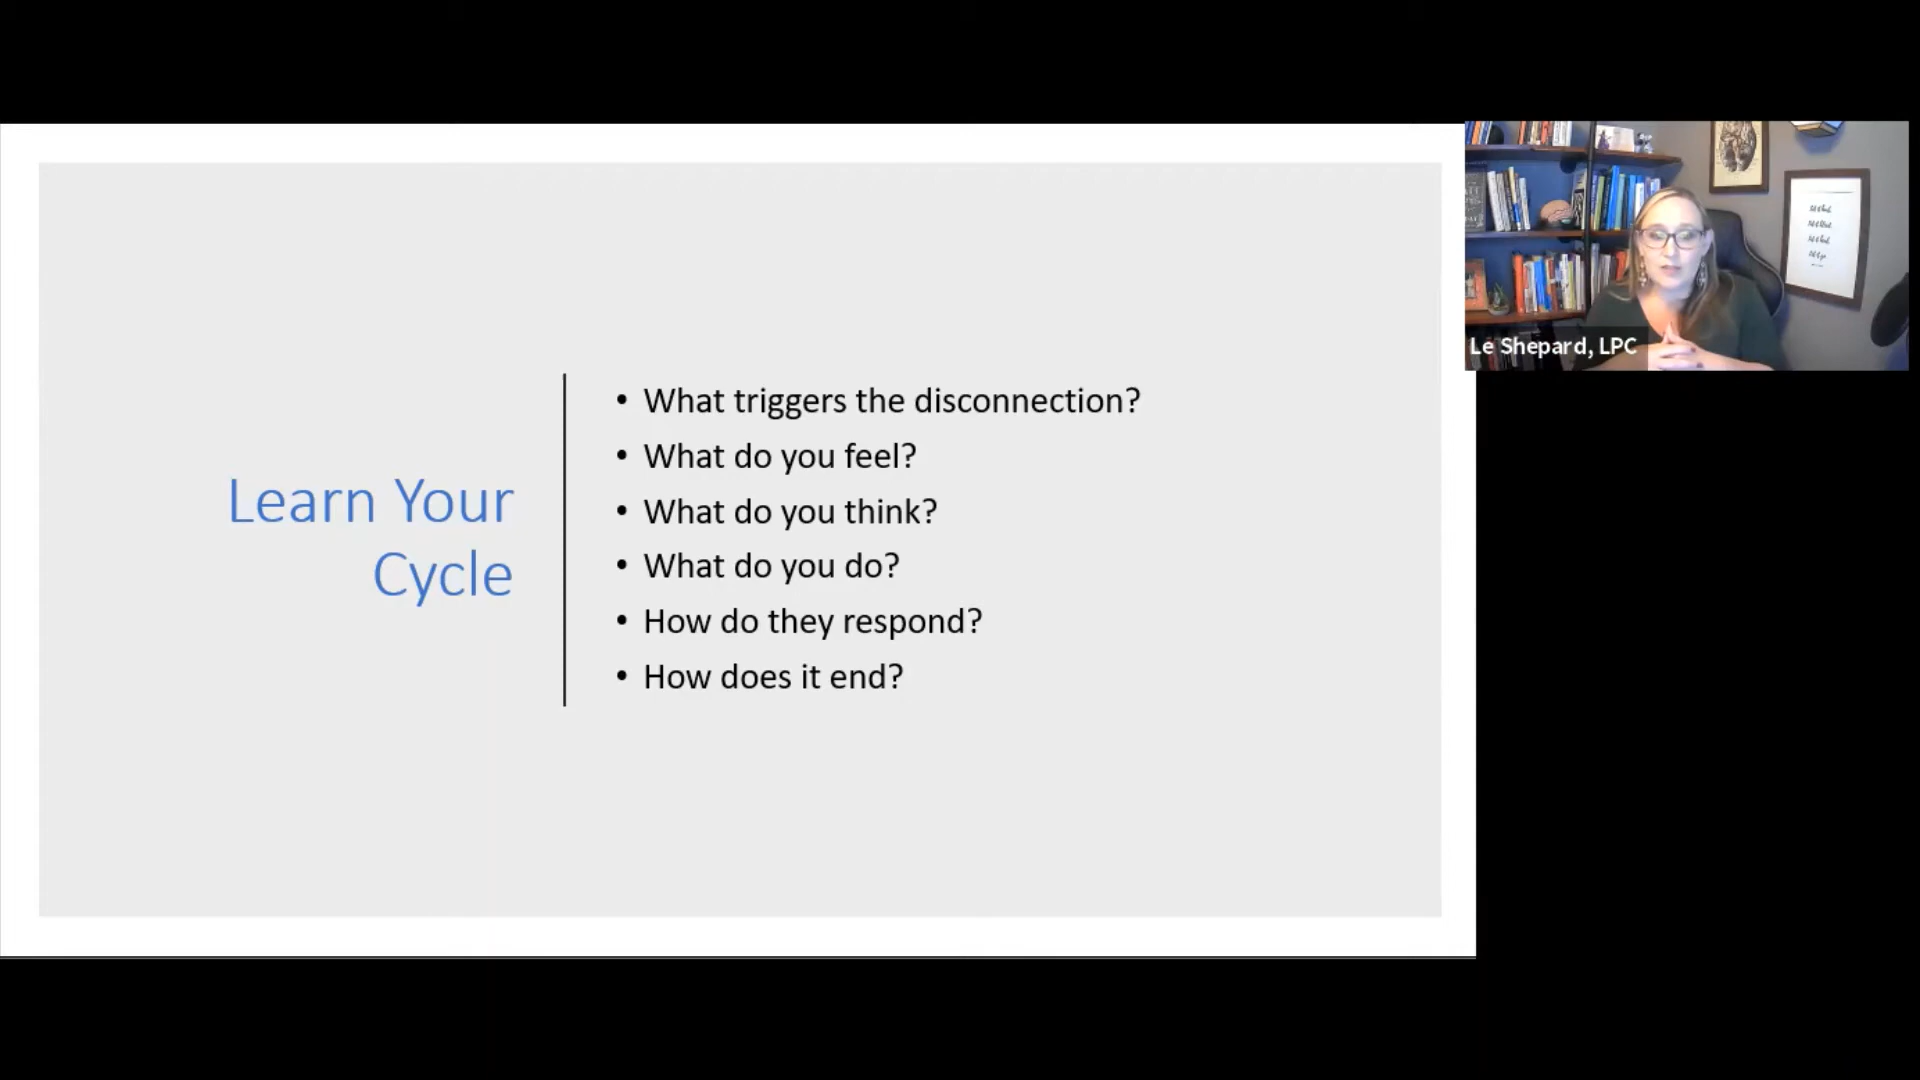 Learn Your
Cycle
• What triggers the disconnection?
• What do you feel?
• What do you think?
• What do you do?
• How do they respond?
• How does it end?
Le Shepard, LPC